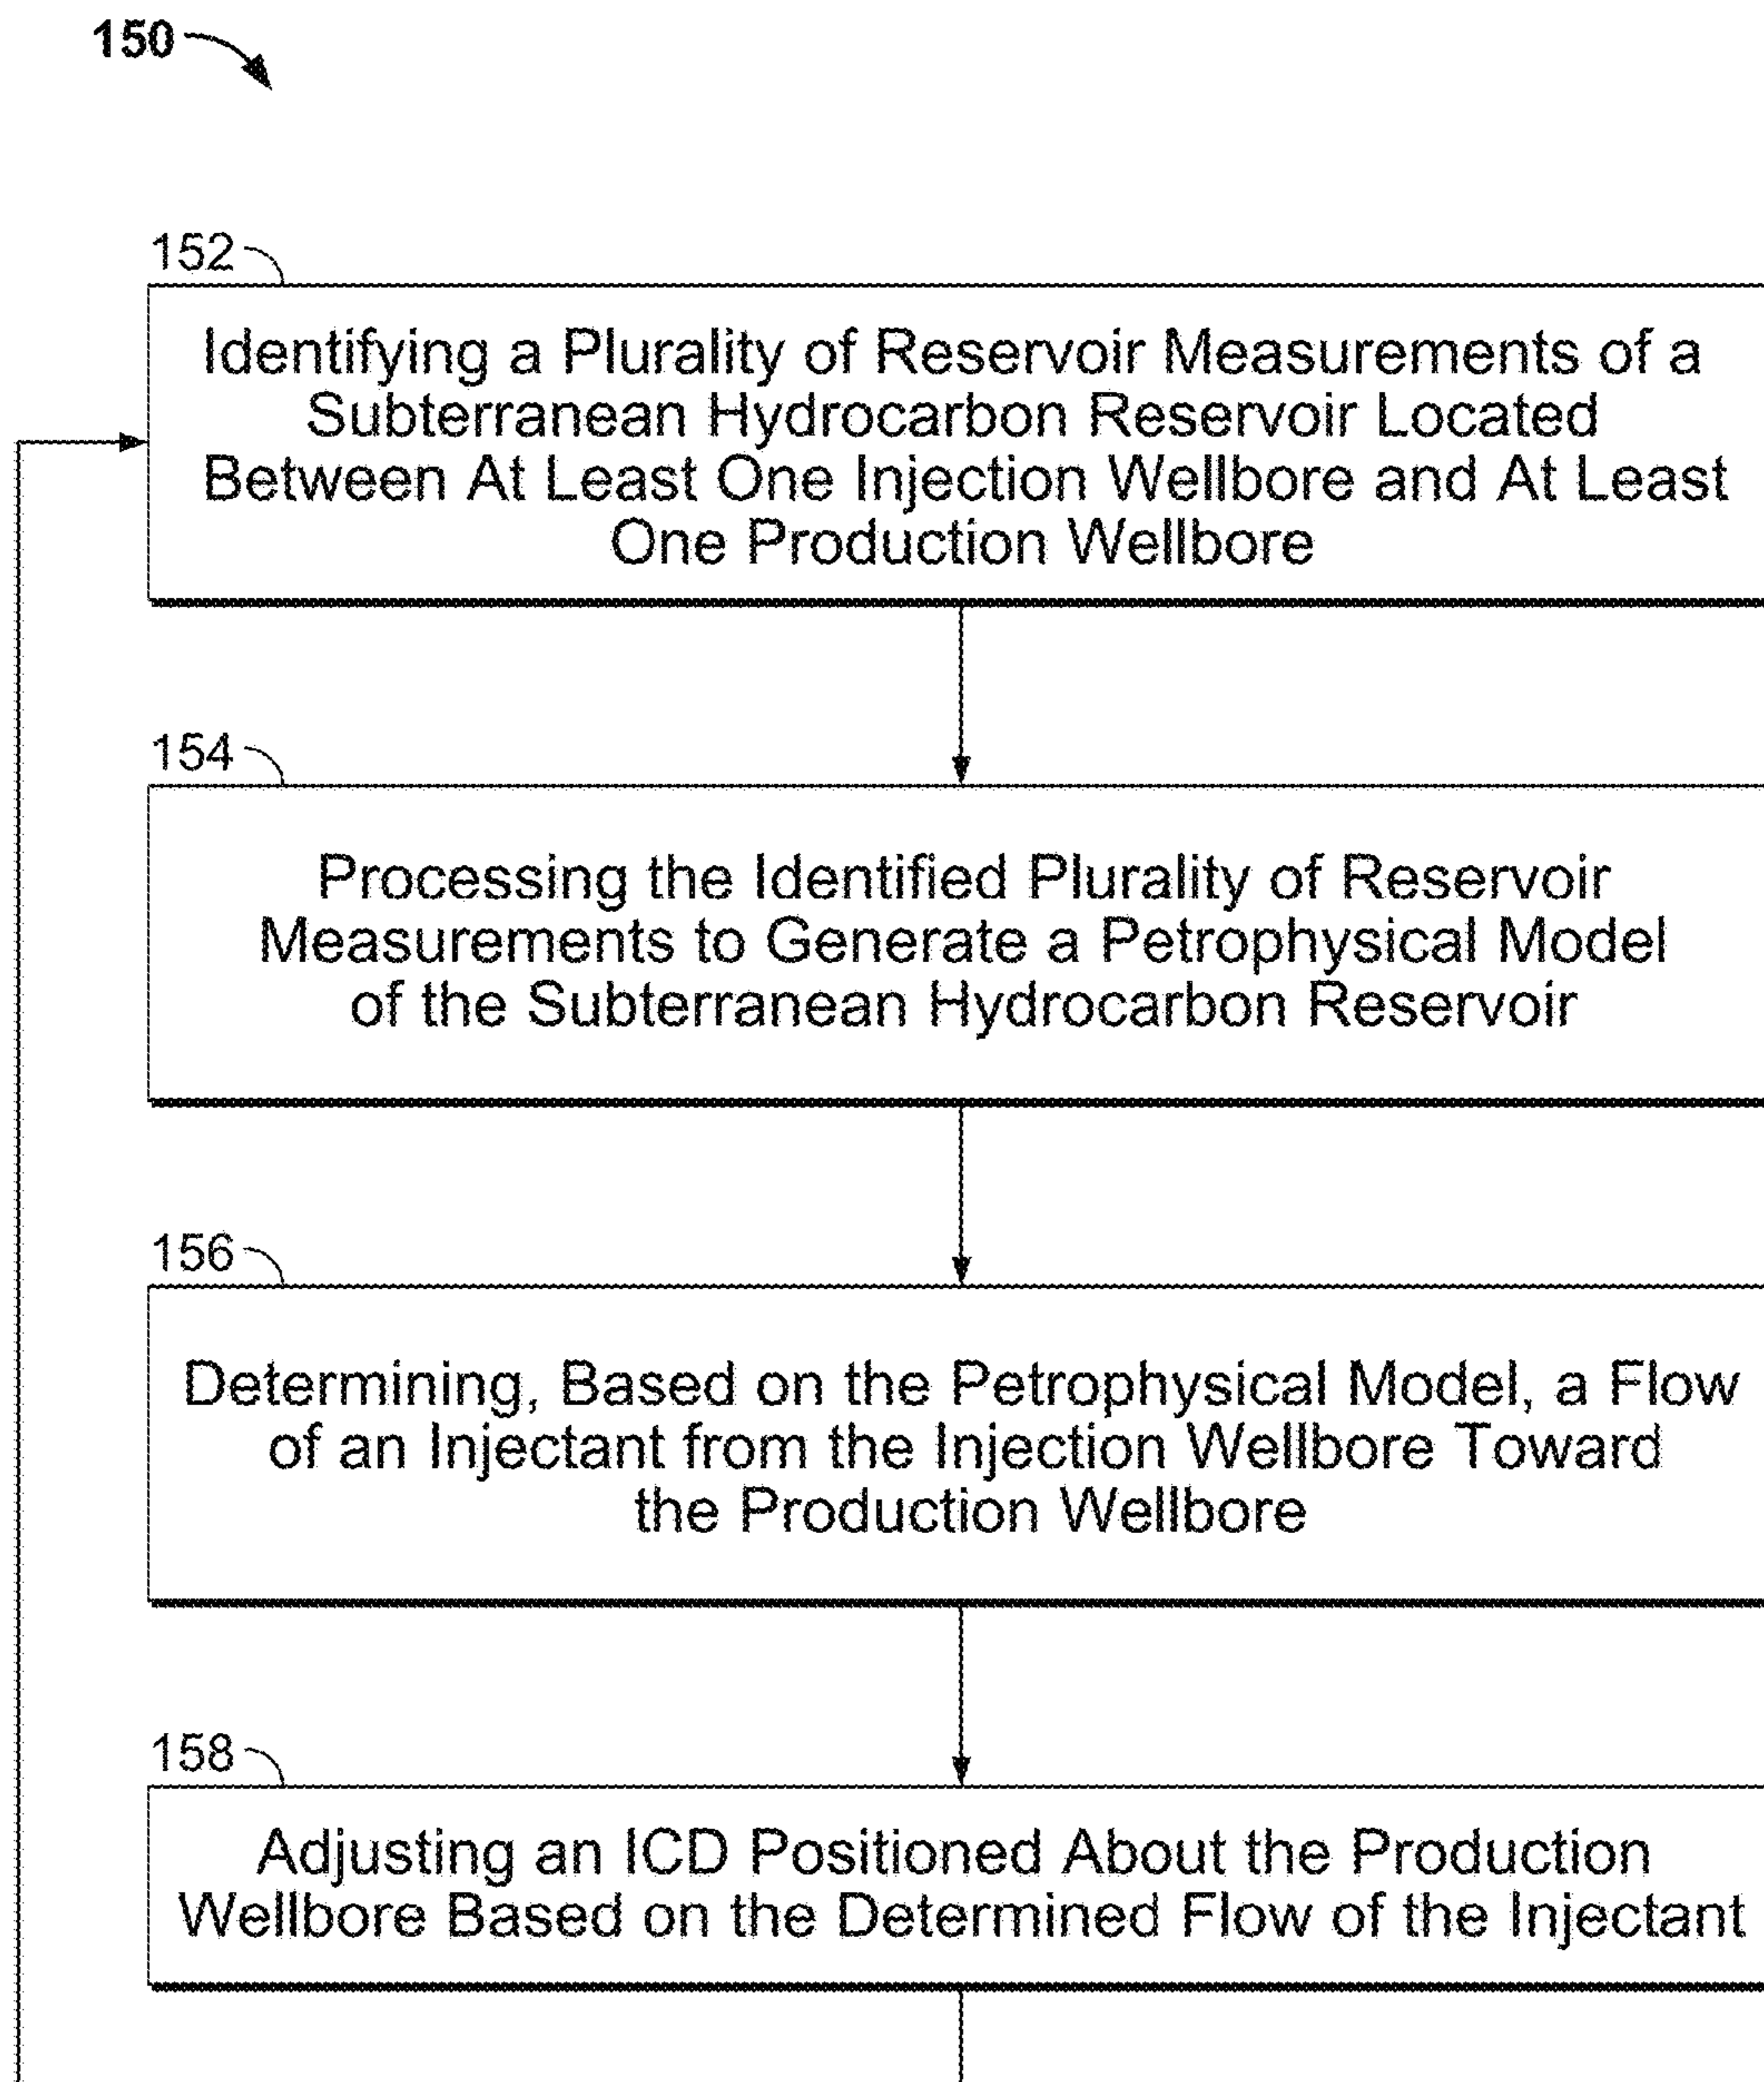 150
152
Identifying a Plurality of Reservoir Measurements of a
Subterranean Hydrocarbon Reservoir Located
Between At Least One Injection Wellbore and At Least
One Production Wellbore
154
Processing the Identified Plurality of Reservoir
Measurements to Generate a Petrophysical Model
of the Subterranean Hydrocarbon Reservoir
156
Determining, Based on the Petrophysical Model, a Flow
of an Injectant from the Injection Wellbore Toward
the Production Wellbore
158
Adjusting an ICD Positioned About the Production
Wellbore Based on the Determined Flow of the Injectant